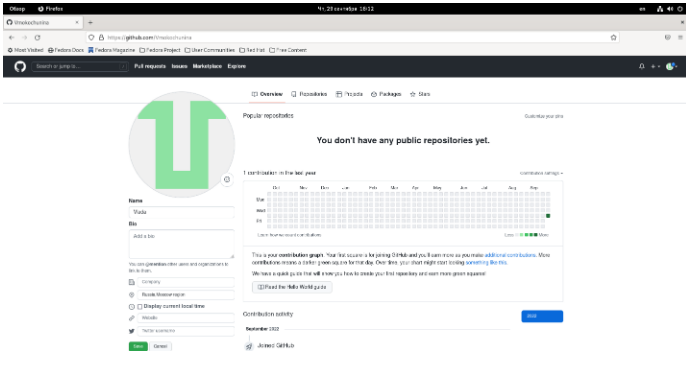 Обзор Firefox Чт, 29 сентября 18:12 en
https://github.com/
Most Visited Fedora Docs Fedora Magazine Fedora Project User Communities Red Hat Free Content
Search or jump to... Pull requests Issues Marketplace Explore
Overview Repositories Projects Packages Stars
Popular repositories Customize your pins
You don't have any public repositories yet.
1 contribution in the last year Contribution settings
Oct Nov Dec Jan Feb Mar Apr May Jun Jul Aug Sep
Mon
Wed
Fri
Learn how we count contributions Less More
This is your contribution graph. Your first square is for joining GitHub and you'll earn more as you make additional contributions. More
contributions means a darker green square for that day. Over time, your chart might start looking something like this.
We have a quick guide that will show you how to create your first repository and earn more green squares!
Read the Hello World guide
Contribution activity 2022
September 2022
Joined GitHub
Name
Bio
Add a bio
You can @mention other users and organizations to
link to them.
Company
Display current local time
Website
Twitter username
Save Cancel